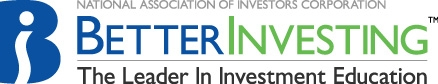 NATIONAL ASSOCIATION OF INVESTORS CORPORATION
BETTERINVESTING™
The Leader In Investment Education